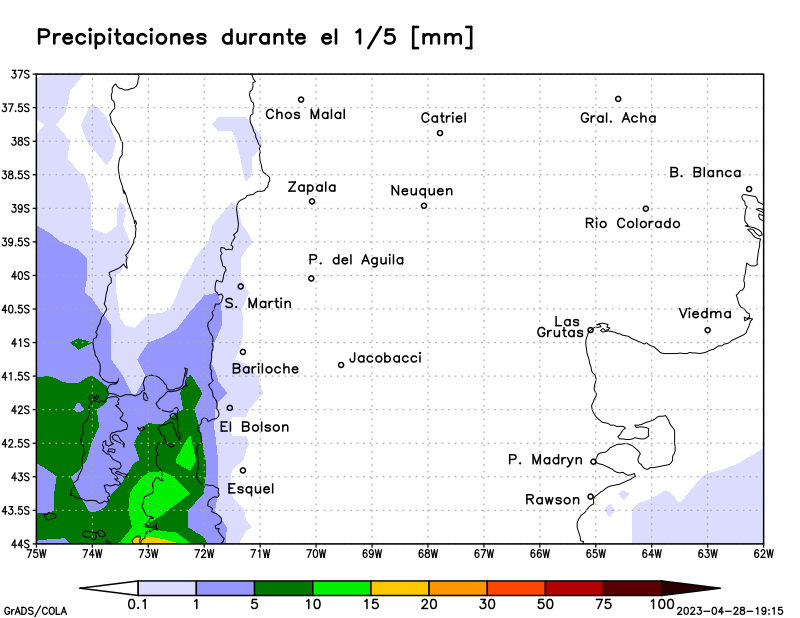 Precipitaciones durante el 1/5 [mm]
37S
37.5S
38S
38.5S
39S
39.5S
40S
40.5S
41S
41.5S
42S
42.5S
43S
43.5S
44S
Chos Malal
Catriel
Gral. Acha
B. Blanca
Zapala
Neuquen
Rio Colorado
P. del Aguila
S. Martin
Viedma
Las
Grutas
Jacobacci
Bariloche
El Bolson
P. Madryn
Esquel
Rawson
75W 74W 73W 72W 71W 70W 69W 68W 67W 66W 65W 64W 63W 62W
0.1 1 5 10 15 20 30 50 75 100
GrADS/COLA
2023-04-28-19:15